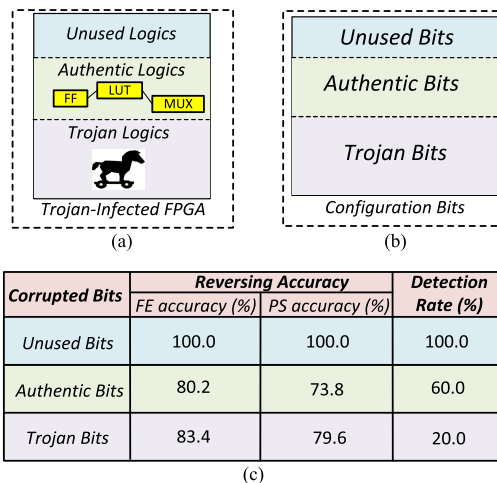 Unused Logics
Authentic Logics
FF
LUT
MUX
Trojan Logics
Trojan-Infected FPGA
(a)
Unused Bits
Authentic Bits
Trojan Bits
Configuration Bits
(b)
Corrupted Bits
Reversing Accuracy
Detection
Rate (%)
FE accuracy (%)
PS accuracy (%)
Unused Bits
100.0
100.0
100.0
Authentic Bits
80.2
73.8
60.0
Trojan Bits
83.4
79.6
20.0
(c)